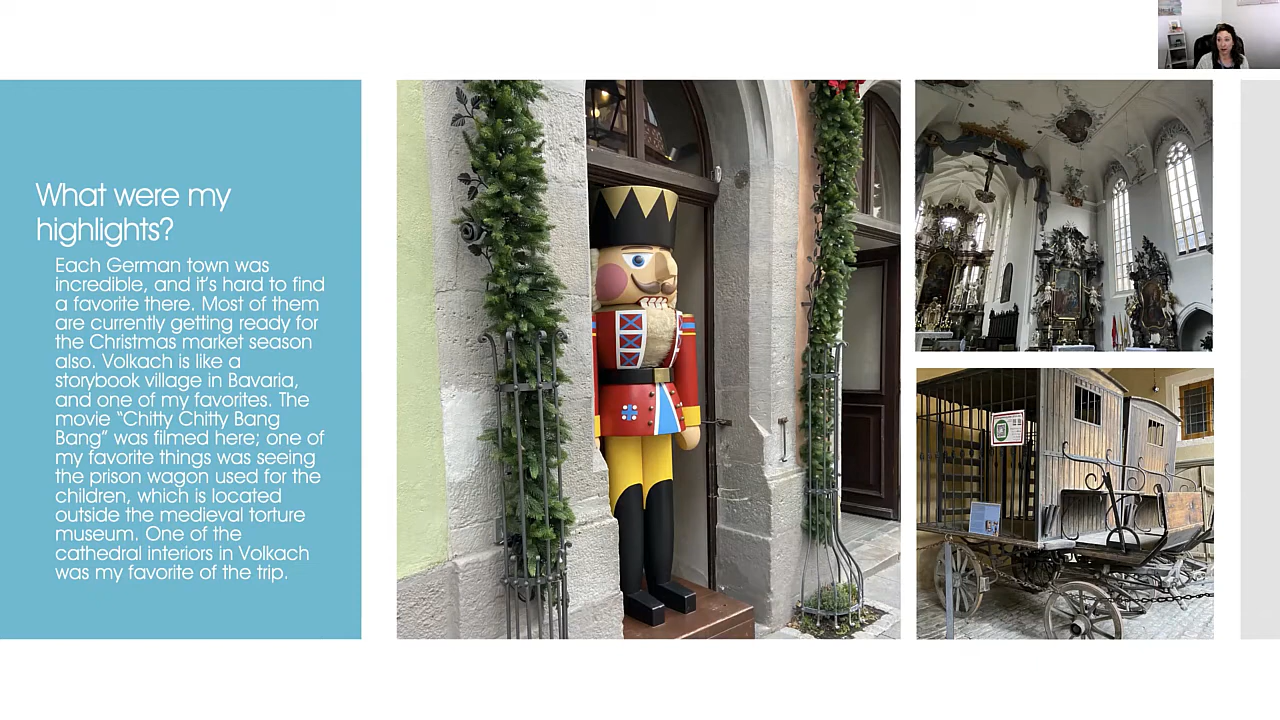 What were my
highlights?
Each German town was
incredible, and it's hard to find
a favorite there. Most of them
are currently getting ready for
the Christmas market season
also. Volkach is like a
storybook village in Bavaria,
and one of my favorites. The
movie “Chitty Chitty Bang
Bang” was filmed here; one of
my favorite things was seeing
the prison wagon used for the
children, which is located
outside the medieval torture
museum. One of the
cathedral interiors in Volkach
was my favorite of the trip.